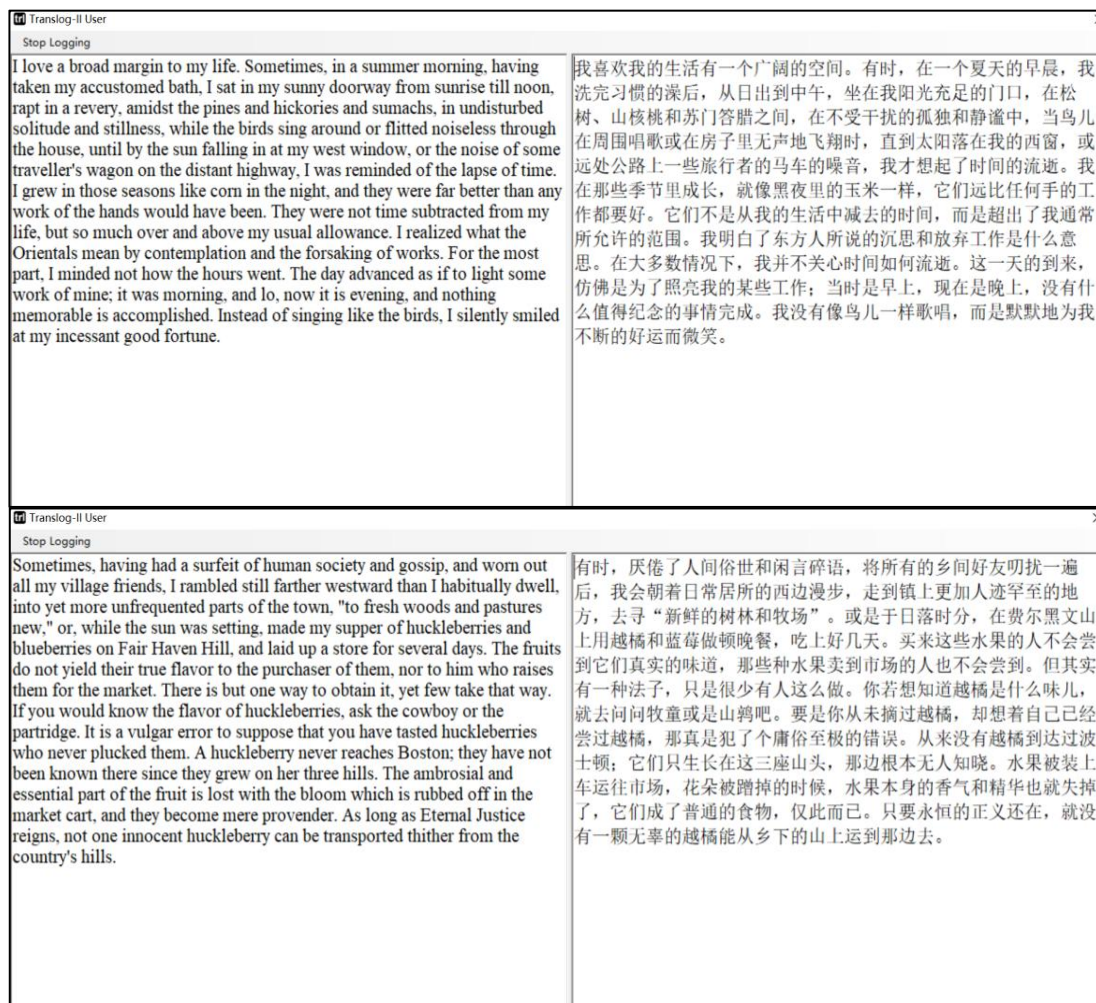 trl Translog-II User
Stop Logging
I love a broad margin to my life. Sometimes, in a summer morning, having
taken my accustomed bath, I sat in my sunny doorway from sunrise till noon,
rapt in a revery, amidst the pines and hickories and sumachs, in undisturbed
solitude and stillness, while the birds sing around or flitted noiseless through
the house, until by the sun falling in at my west window, or the noise of some
traveller's wagon on the distant highway, I was reminded of the lapse of time.
I grew in those seasons like corn in the night, and they were far better than any
work of the hands would have been. They were not time subtracted from my
life, but so much over and above my usual allowance. I realized what the
Orientals mean by contemplation and the forsaking of works. For the most
part, I minded not how the hours went. The day advanced as if to light some
work of mine; it was morning, and lo, now it is evening, and nothing
memorable is accomplished. Instead of singing like the birds, I silently smiled
at my incessant good fortune.
我喜欢我的生活有一个广阔的空间。有时，在一个夏天的早晨，我
洗完习惯的澡后，从日出到中午，坐在我阳光充足的门口，在松
树、山核桃和苏门答腊之间，在不受干扰的孤独和静谧中，当鸟儿
在周围唱歌或在房子里无声地飞翔时，直到太阳落在我的西窗，或
远处公路上一些旅行者的马车的噪音，我才想起了时间的流逝。我
在那些季节里成长，就像黑夜里的玉米一样，它们远比任何手的工
作都要好。它们不是从我的生活中减去的时间，而是超出了我通常
所允许的范围。我明白了东方人所说的沉思和放弃工作是什么意
思。在大多数情况下，我并不关心时间如何流逝。这一天的到来，
仿佛是为了照亮我的某些工作；当时是早上，现在是晚上，没有什
么值得纪念的事情完成。我没有像鸟儿一样歌唱，而是默默地为我
不断的好运而微笑。
trl Translog-II User
Stop Logging
Sometimes, having had a surfeit of human society and gossip, and worn out
all my village friends, I rambled still farther westward than I habitually dwell,
into yet more unfrequented parts of the town, "to fresh woods and pastures
new," or, while the sun was setting, made my supper of huckleberries and
blueberries on Fair Haven Hill, and laid up a store for several days. The fruits
do not yield their true flavor to the purchaser of them, nor to him who raises
them for the market. There is but one way to obtain it, yet few take that way.
If you would know the flavor of huckleberries, ask the cowboy or the
partridge. It is a vulgar error to suppose that you have tasted huckleberries
who never plucked them. A huckleberry never reaches Boston; they have not
been known there since they grew on her three hills. The ambrosial and
essential part of the fruit is lost with the bloom which is rubbed off in the
market cart, and they become mere provender. As long as Eternal Justice
reigns, not one innocent huckleberry can be transported thither from the
country's hills.
有时，厌倦了人间俗世和闲言碎语，将所有的乡间好友叨扰一遍
后，我会朝着日常居所的西边漫步，走到镇上更加人迹罕至的地
方，去寻“新鲜的树林和牧场”。或是于日落时分，在费尔黑文山
上用越橘和蓝莓做顿晚餐，吃上好几天。买来这些水果的人不会尝
到它们真实的味道，那些种水果卖到市场的人也不会尝到。但其实
有一种法子，只是很少有人这么做。你若想知道越橘是什么味儿，
就去问问牧童或是山鹑吧。要是你从未摘过越橘，却想着自己已经
尝过越橘，那真是犯了个庸俗至极的错误。从来没有越橘到达过波
士顿；它们只生长在这三座山头，那边根本无人知晓。水果被装上
车运往市场，花朵被蹭掉的时候，水果本身的香气和精华也就失掉
了，它们成了普通的食物，仅此而已。只要永恒的正义还在，就没
有一颗无辜的越橘能从乡下的山上运到那边去。